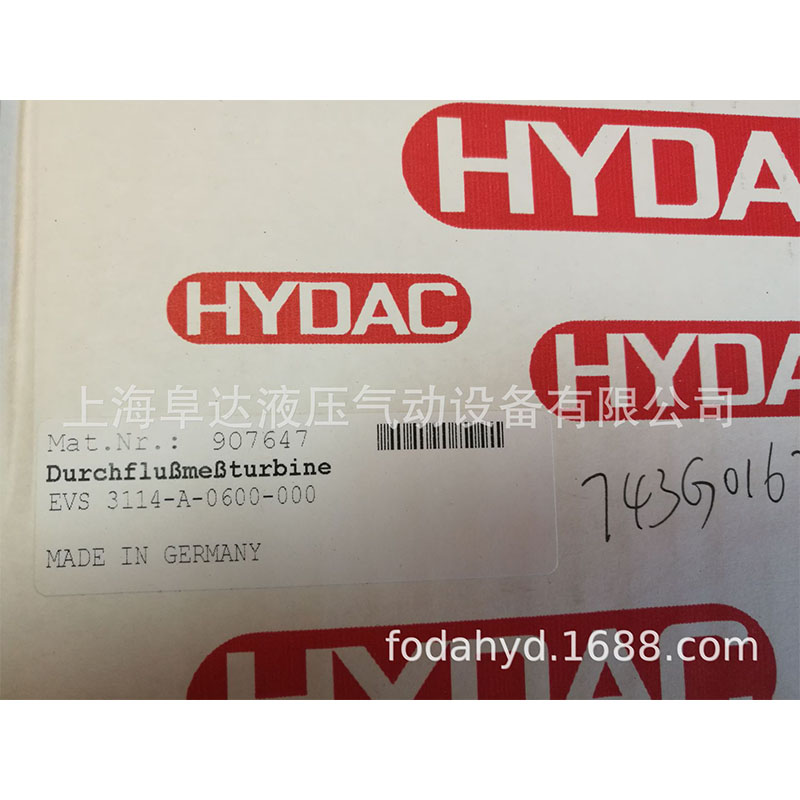 HYDAC
HYDAC
上海阜达液压气动设备有限公司
Mat.Nr.: 907647
Durchflußmeßturbine
EVS 3114-A-0600-000
MADE IN GERMANY
fodahyd.1688.com
HYDAC